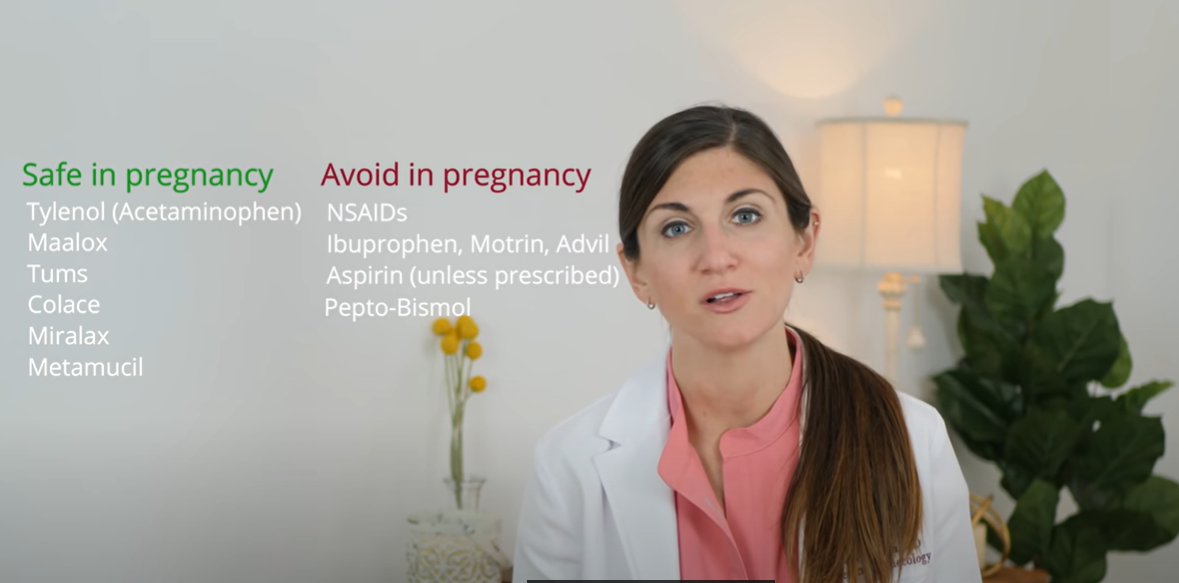 Safe in pregnancy
Tylenol (Acetaminophen)
Maalox
Tums
Colace
Miralax
Metamucil
Avoid in pregnancy
NSAIDs
Ibuprophen, Motrin, Advil
Aspirin (unless prescribed)
Pepto-Bismol